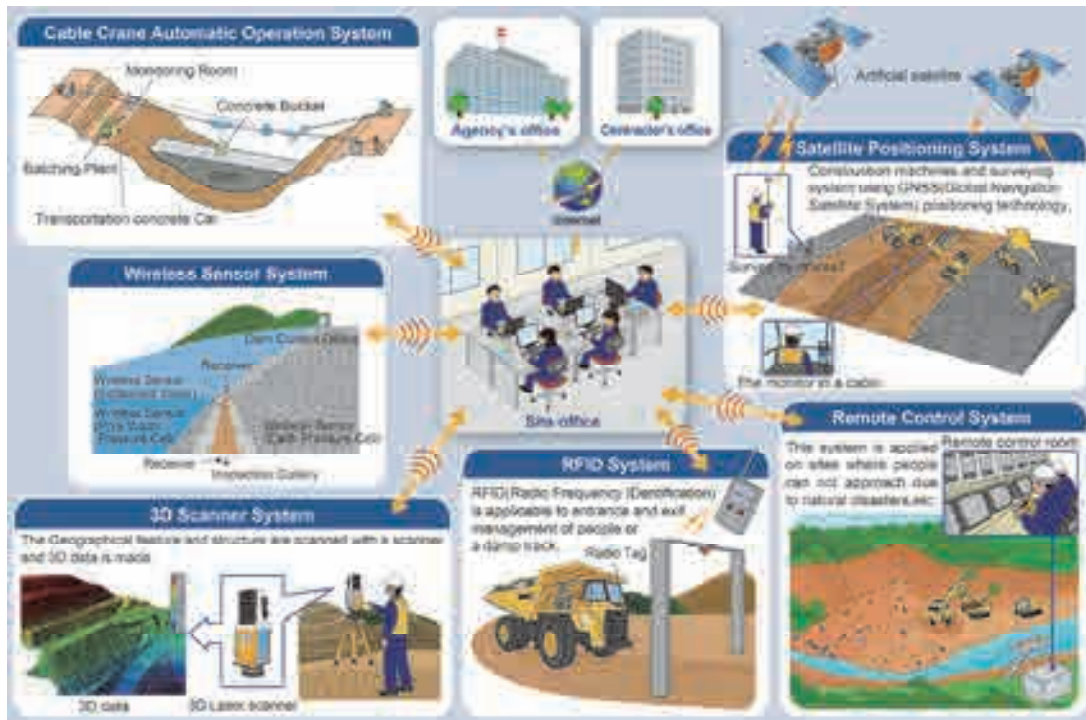 Cable Crane Automatic Operation System
Monitoring Room
Concrete Bucket
Batching Plant
Transportation concrete Car
Agency's office
Contractor's office
Internet
Artificial satellite
Satellite Positioning System
Construction machines and surveying
system using GNSS(Global Navigation
Satellite System) positioning technology.
The monitor in a cabin
Wireless Sensor System
Receiver
Wireless Sensor
Wireless Sensor
Pressure Cell)
Wireless Sensor
(Earth Pressure Cell)
Receiver
Inspection Gallery
Site office
3D Scanner System
The Geographical feature and structure are scanned with a scanner
and 3D data is made
3D data
3D Laser scanner
RFID System
RFID(Radio Frequency IDentification)
is applicable to entrance and exit
management of people or
a dump track.
Radio Tag
Remote Control System
This system is applied
on sites where people
can not approach due
to natural disasters,etc
Remote control room